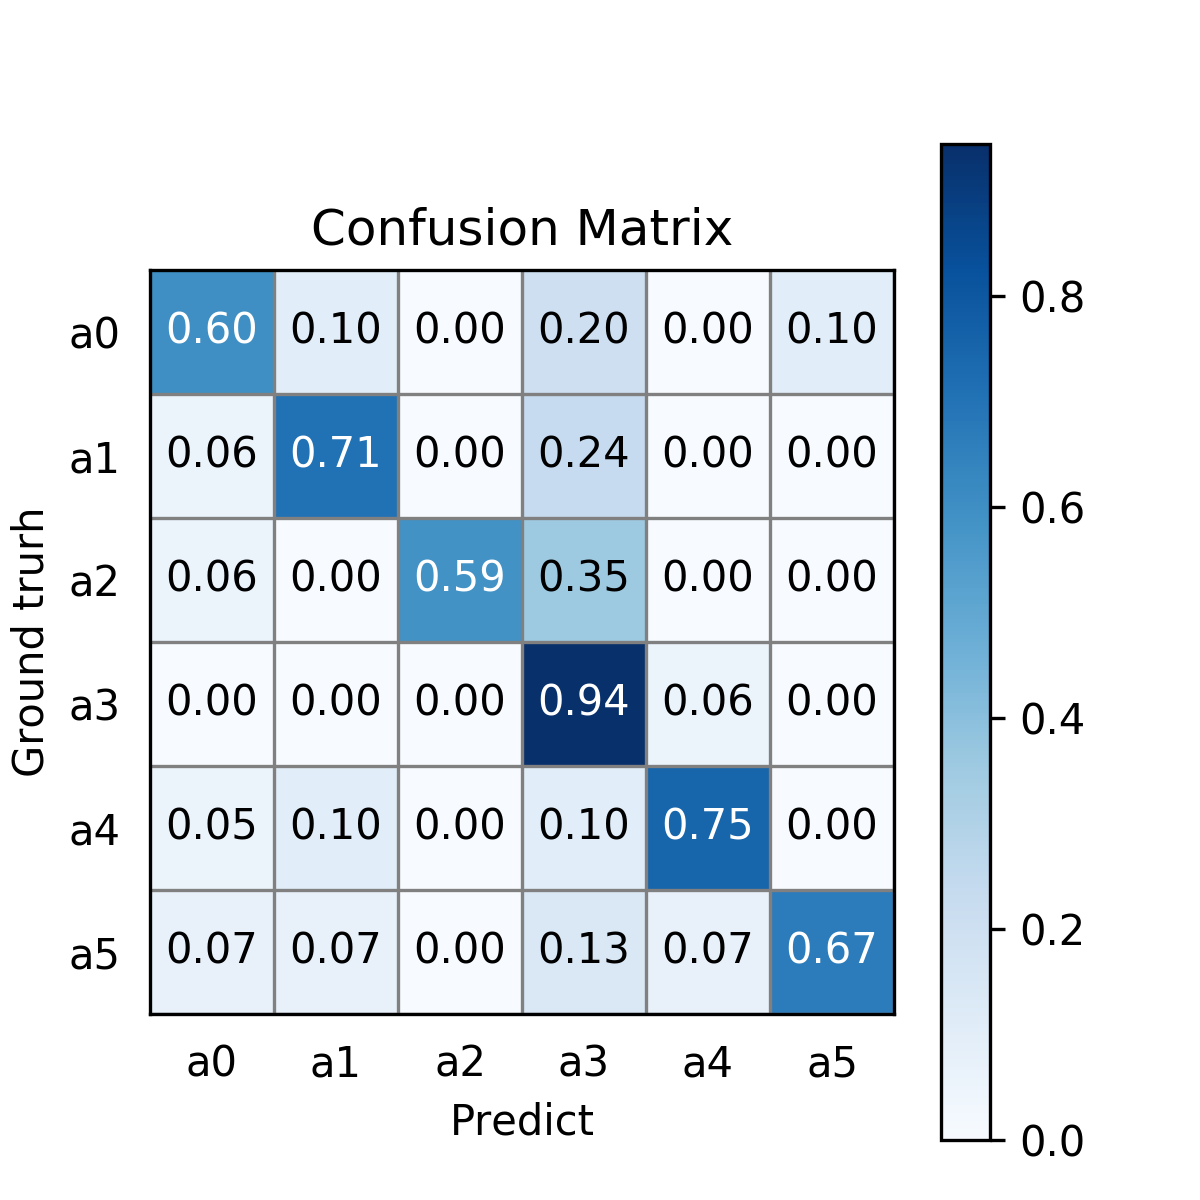 Confusion Matrix
a0 0.60 0.10 0.00 0.20 0.00 0.10
a1 0.06 0.71 0.00 0.24 0.00 0.00
a2 0.06 0.00 0.59 0.35 0.00 0.00
a3 0.00 0.00 0.00 0.94 0.06 0.00
a4 0.05 0.10 0.00 0.10 0.75 0.00
a5 0.07 0.07 0.00 0.13 0.07 0.67
a0 a1 a2 a3 a4 a5
Predict
Ground trurh
0.8
0.6
0.4
0.2
0.0